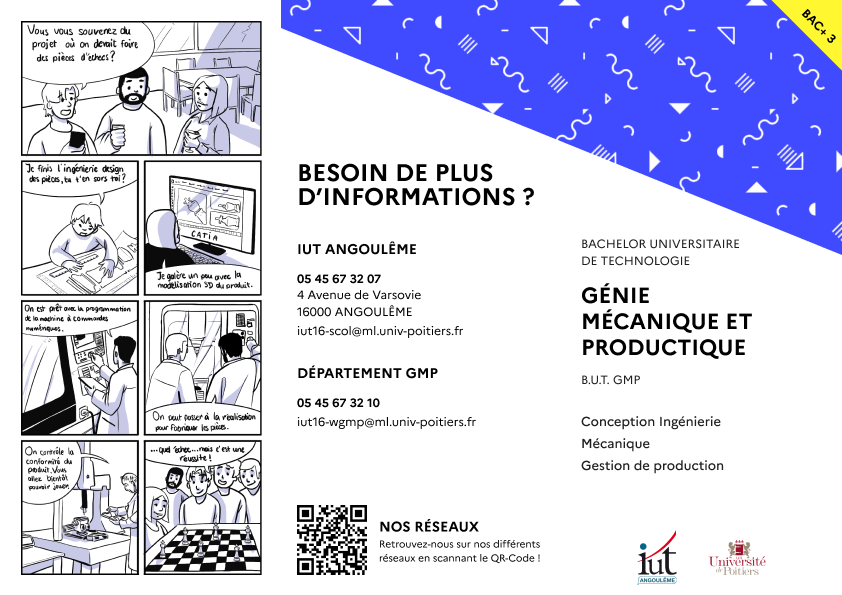 Vous vous souvenez du
projet où on devait faire
des pièces d'échecs?
Je finis l'ingénierie design
des pièces, tu t'en sors toi?
CATIA
Je galère un peu avec la
modélisation 3D du produit.
On est prêt avec la programmation
de la machine à commandes
numériques.
On peut passer à la réalisation
pour fabriquer les pièces.
On contrôle la
conformité du
produit. Vous
allez bientôt
pouvoir jouer.
...quel échec...mais c'est une
réussite!
BESOIN DE PLUS
D'INFORMATIONS ?
IUT ANGOULÊME
05 45 67 32 07
4 Avenue de Varsovie
16000 ANGOULÊME
iut16-scol@ml.univ-poitiers.fr
DÉPARTEMENT GMP
05 45 67 32 10
iut16-wgmp@ml.univ-poitiers.fr
NOS RÉSEAUX
Retrouvez-nous sur nos différents
réseaux en scannant le QR-Code !
BAC+ 3
BACHELOR UNIVERSITAIRE
DE TECHNOLOGIE
GÉNIE
MÉCANIQUE ET
PRODUCTIQUE
B.U.T. GMP
Conception Ingénierie
Mécanique
Gestion de production
iut
ANGOULÊME
Université
de Poitiers